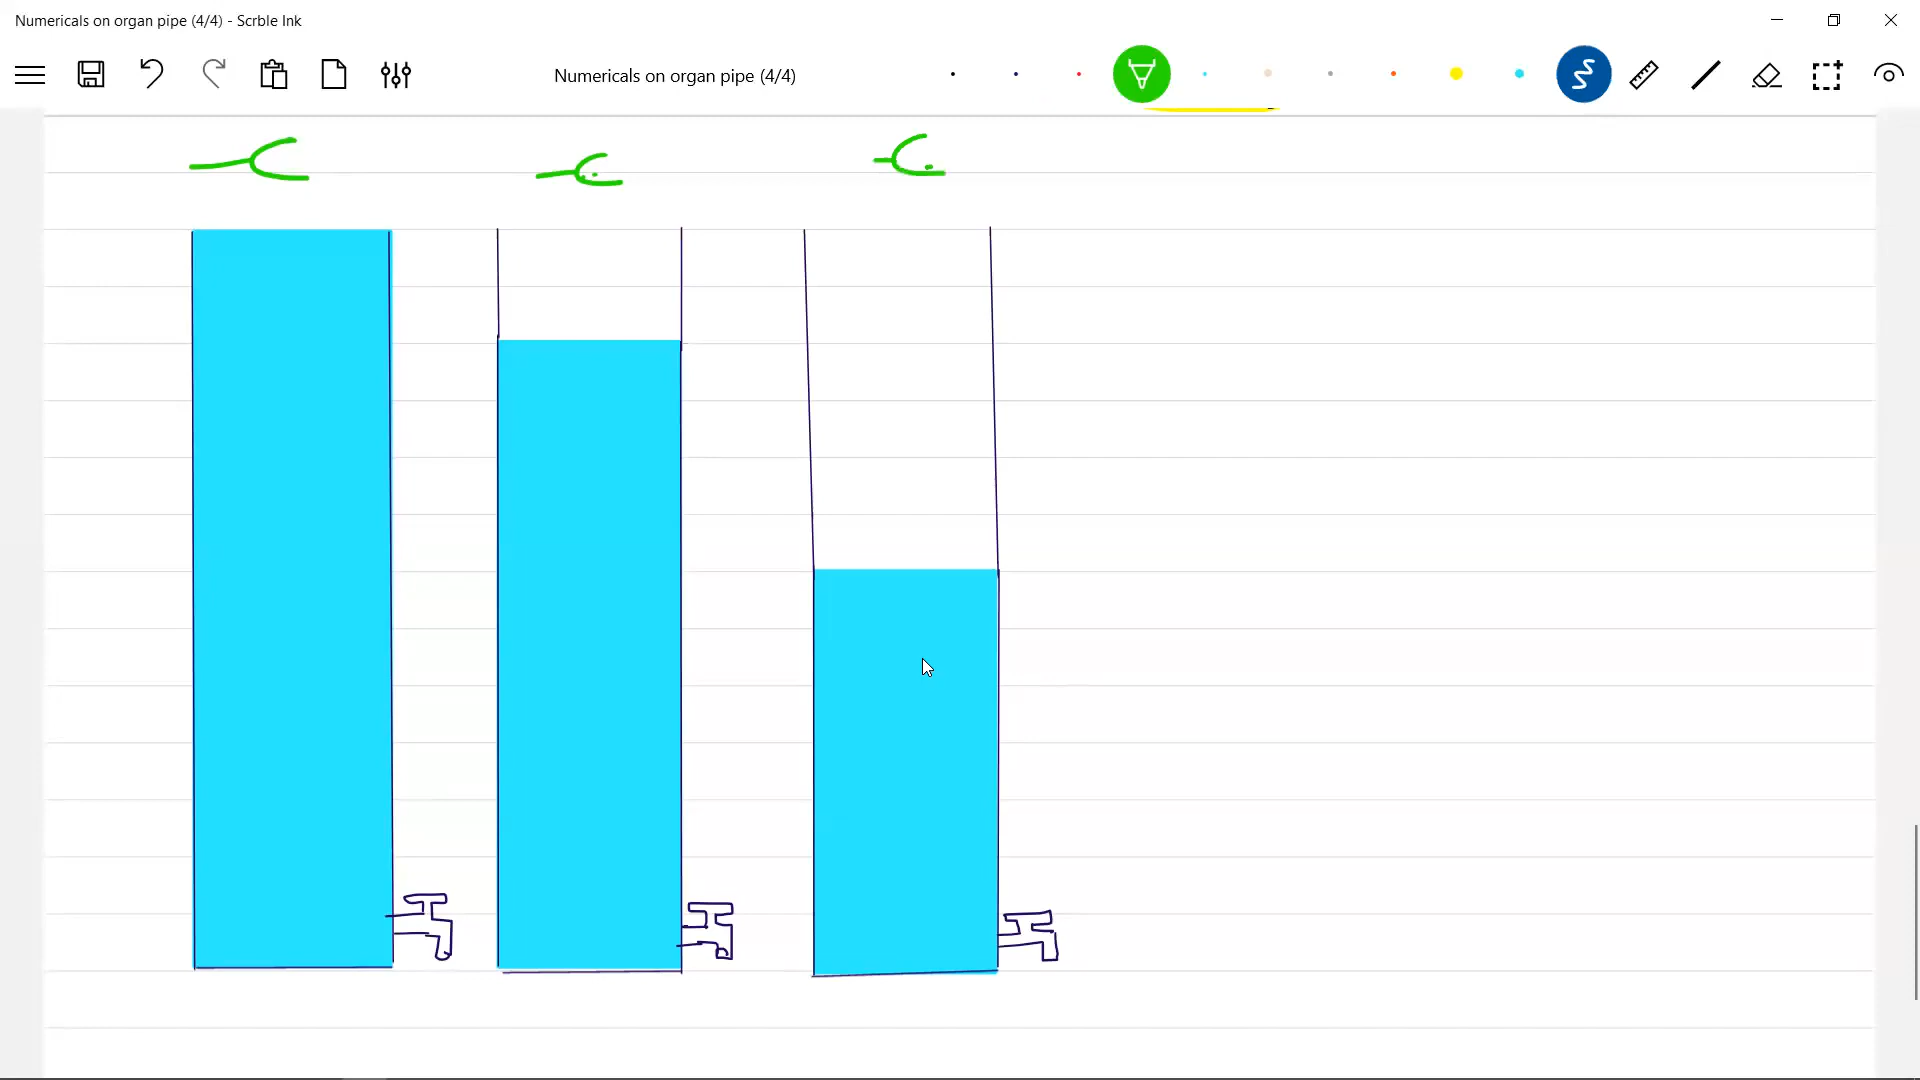 Numericals on organ pipe (4/4) - Scrble Ink
Numericals on organ pipe (4/4)